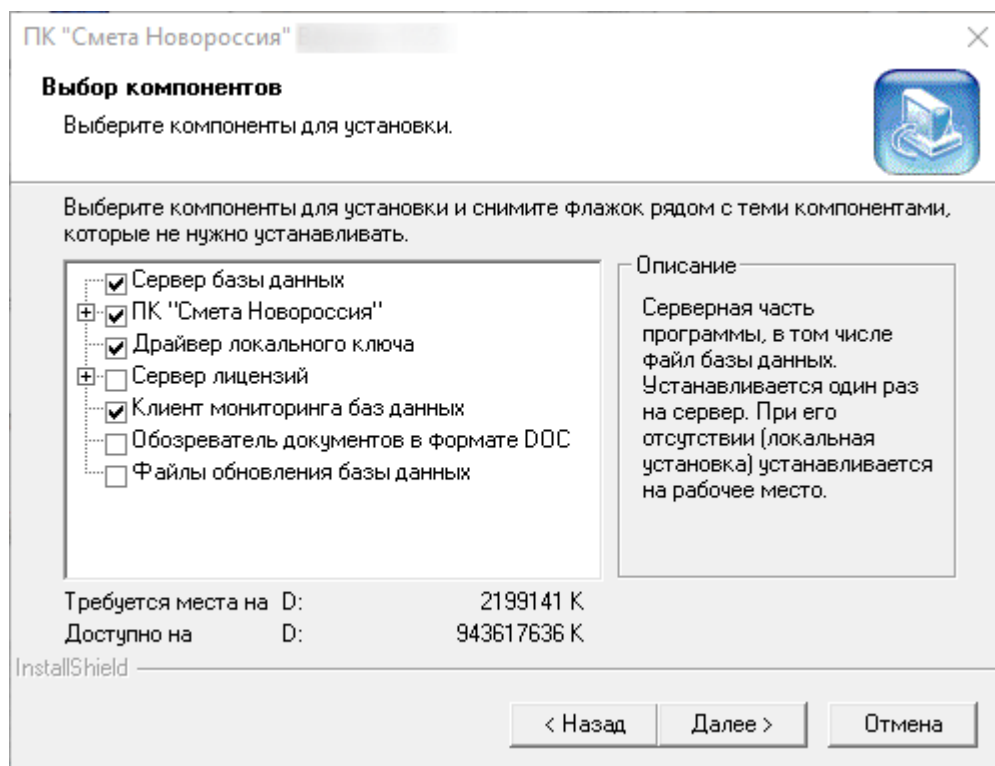 ПК "Смета Новороссия"
Выбор компонентов
Выберите компоненты для установки.
Выберите компоненты для установки и снимите флажок рядом с теми компонентами,
которые не нужно устанавливать.
Сервер базы данных
ПК "Смета Новороссия"
Драйвер локального ключа
Сервер лицензий
Клиент мониторинга баз данных
Обозреватель документов в формате DOC
Файлы обновления базы данных
Описание
Серверная часть
программы, в том числе
файл базы данных.
Устанавливается один раз
на сервер. При его
отсутствии (локальная
установка) устанавливается
на рабочее место.
Требуется места на D: 2199141 K
Доступно на D: 943617636 K
InstallShield
< Назад Далее > Отмена